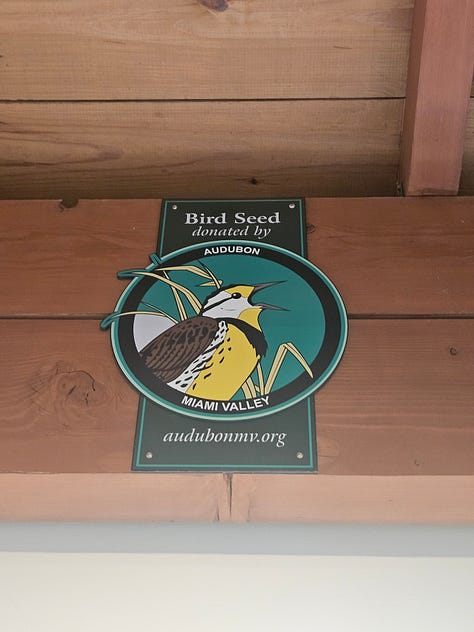 Bird Seed
donated by
AUDUBON
MIAMI VALLEY
audubonmv.org